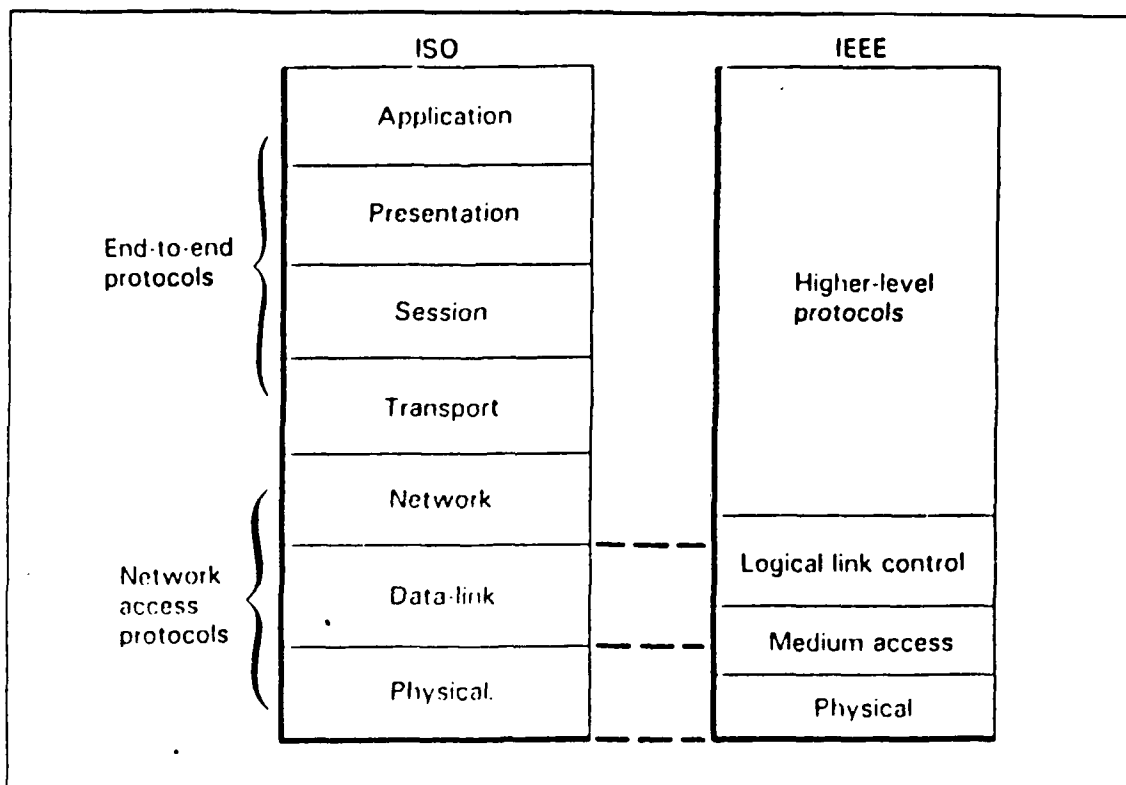 ISO
IEEE
Application
Presentation
End-to-end
protocols
Session
Transport
Higher-level
protocols
Network
Network
access
protocols
Data-link
Physical.
Logical link control
Medium access
Physical